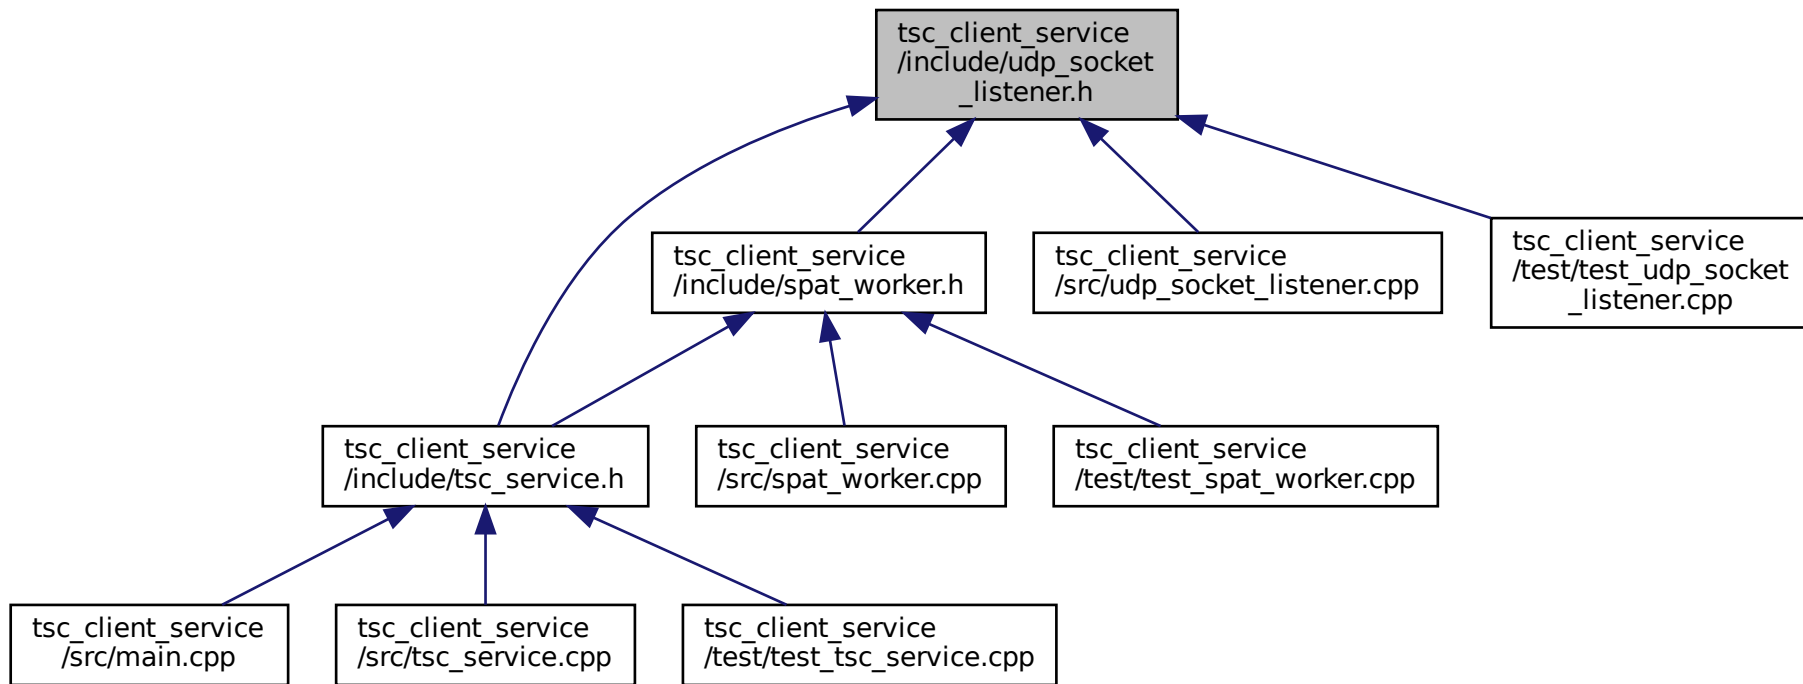 tsc_client_service
/include/udp_socket
_listener.h
tsc_client_service
/include/spat_worker.h
tsc_client_service
/src/udp_socket_listener.cpp
tsc_client_service
/test/test_udp_socket
_listener.cpp
tsc_client_service
/include/tsc_service.h
tsc_client_service
/src/spat_worker.cpp
tsc_client_service
/test/test_spat_worker.cpp
tsc_client_service
/src/main.cpp
tsc_client_service
/src/tsc_service.cpp
tsc_client_service
/test/test_tsc_service.cpp